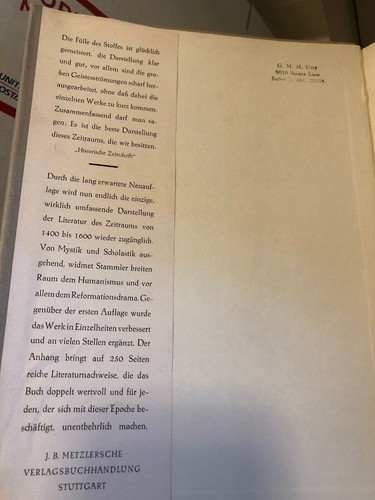 Die Fülle des Stoffes ist glücklich
gemeistert, die Darstellung klar
und gut, vor allem sind die gro-
ßen Geistesströmungen scharf her-
ausgearbeitet, ohne daß dabei die
einzelnen Werke zu kurz kommen.
Zusammenfassend darf man sa-
gen: Es ist die beste Darstellung
dieses Zeitraums, die wir besitzen.
„Historische Zeitschrift"
Durch die lang erwartete Neuauf-
lage wird nun endlich die einzige,
wirklich umfassende Darstellung
der Literatur des Zeitraums von
1400 bis 1600 wieder zugänglich.
Von Mystik und Scholastik aus-
gehend, widmet Stammler breiten
Raum dem Humanismus und vor
allem dem Reformationsdrama. Ge-
genüber der ersten Auflage wurde
das Werk in Einzelheiten verbessert
und an vielen Stellen ergänzt. Der
Anhang bringt auf 250 Seiten
reiche Literaturnachweise, die das
Buch doppelt wertvoll und für je-
den, der sich mit dieser Epoche be-
schäftigt, unentbehrlich machen.
J. B. METZLERSCHE
VERLAGSBUCHHANDLUNG
STUTTGART
G. M. H.
9010